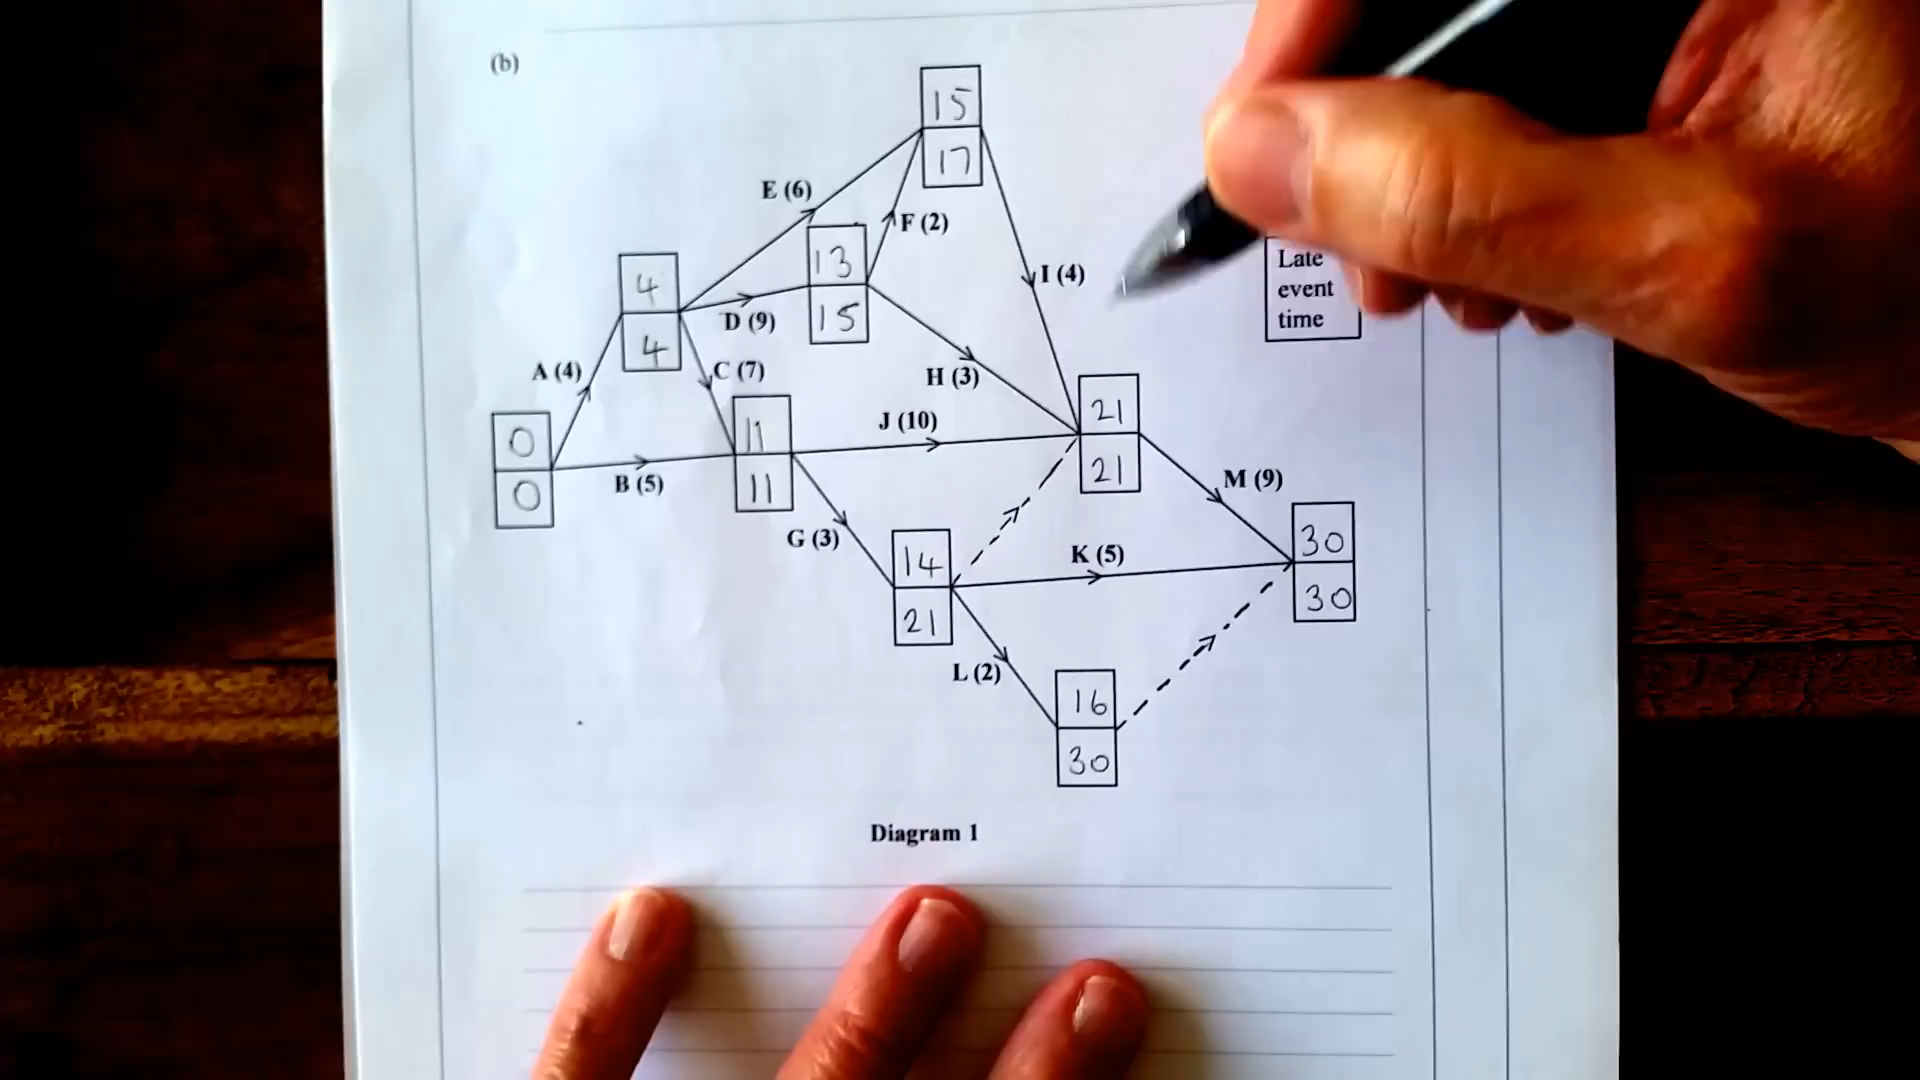 (b)
15
17
E (6)
F (2)
13
15
I (4)
Late
event
time
4
4
D (9)
A (4)
C (7)
H (3)
J (10)
21
21
0
0
B (5)
11
11
M (9)
G (3)
14
21
K (5)
30
30
L (2)
16
30
Diagram 1